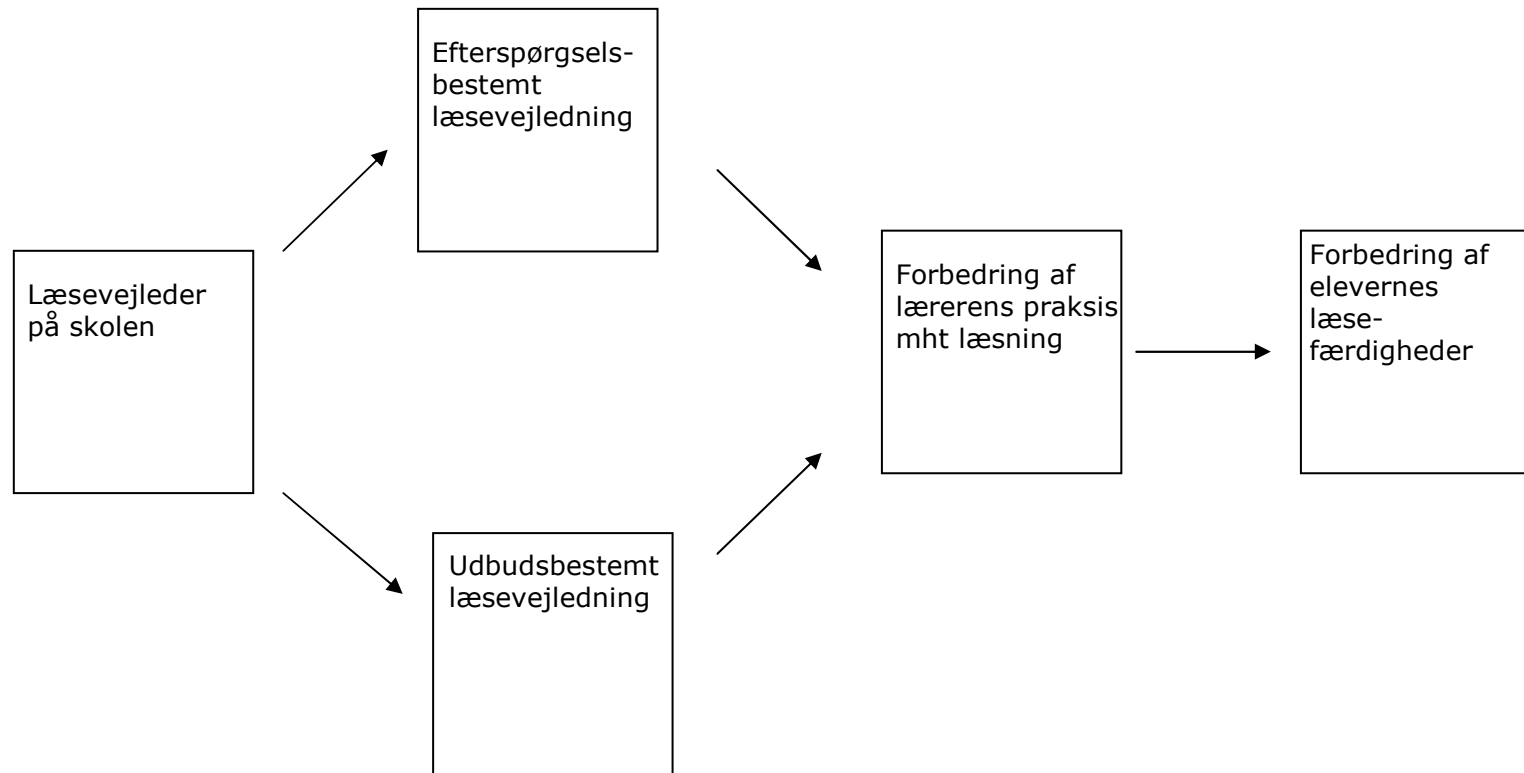 Læsevejleder
på skolen
Efterspørgsels-
bestemt
læsevejledning
Udbudsbestemt
læsevejledning
Forbedring af
lærerens praksis
mht læsning
Forbedring af
elevernes
læse-
færdigheder